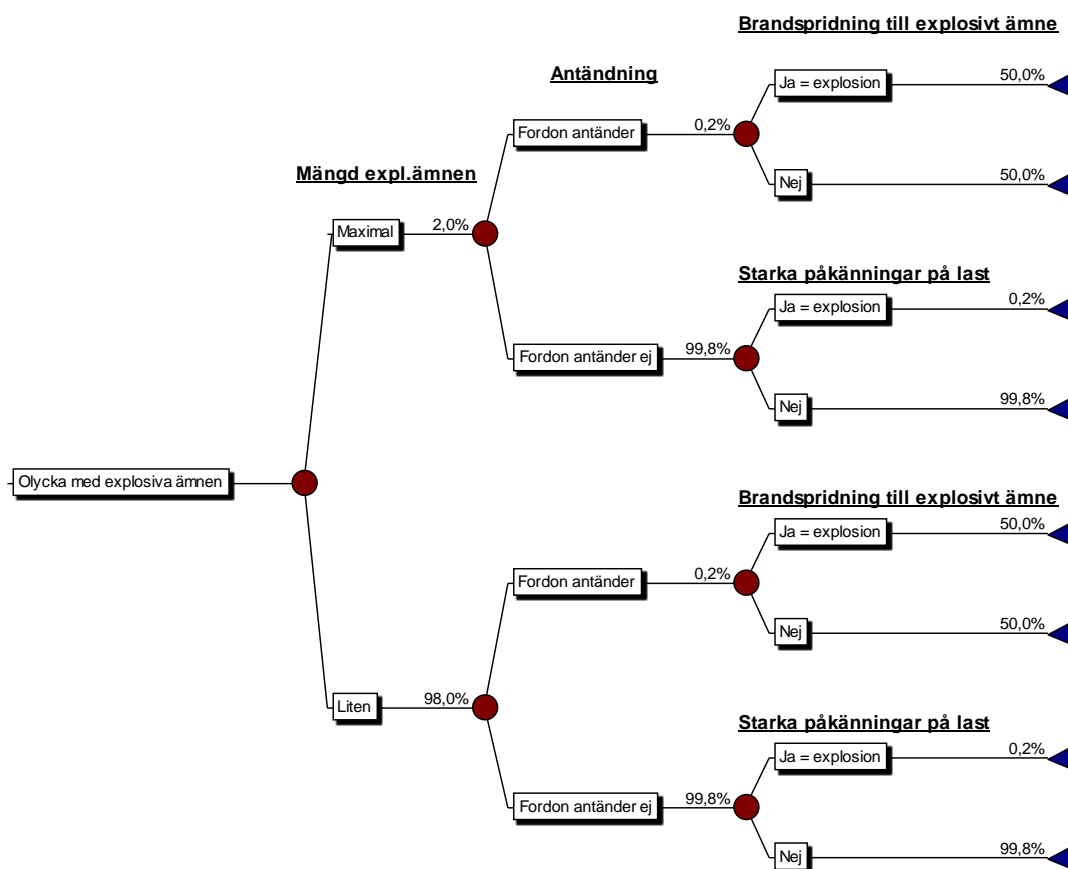 Brandspridning till explosivt ämne
Antändning
Ja = explosion
50,0%
Fordon antänder
0,2%
Mängd expl.ämnen
Nej
50,0%
Maximal
2,0%
Starka påkänningar på last
Ja = explosion
0,2%
Fordon antänder ej
99,8%
Nej
99,8%
Olycka med explosiva ämnen
Brandspridning till explosivt ämne
Ja = explosion
50,0%
Fordon antänder
0,2%
Nej
50,0%
Liten
98,0%
Starka påkänningar på last
Ja = explosion
0,2%
Fordon antänder ej
99,8%
Nej
99,8%